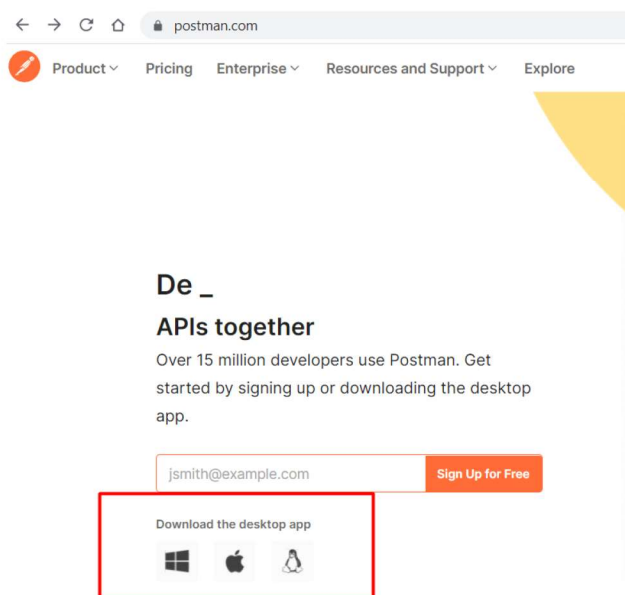 postman.com
Product Pricing Enterprise Resources and Support Explore
De _
APIs together
Over 15 million developers use Postman. Get
started by signing up or downloading the desktop
app.
jsmith@example.com Sign Up for Free
Download the desktop app